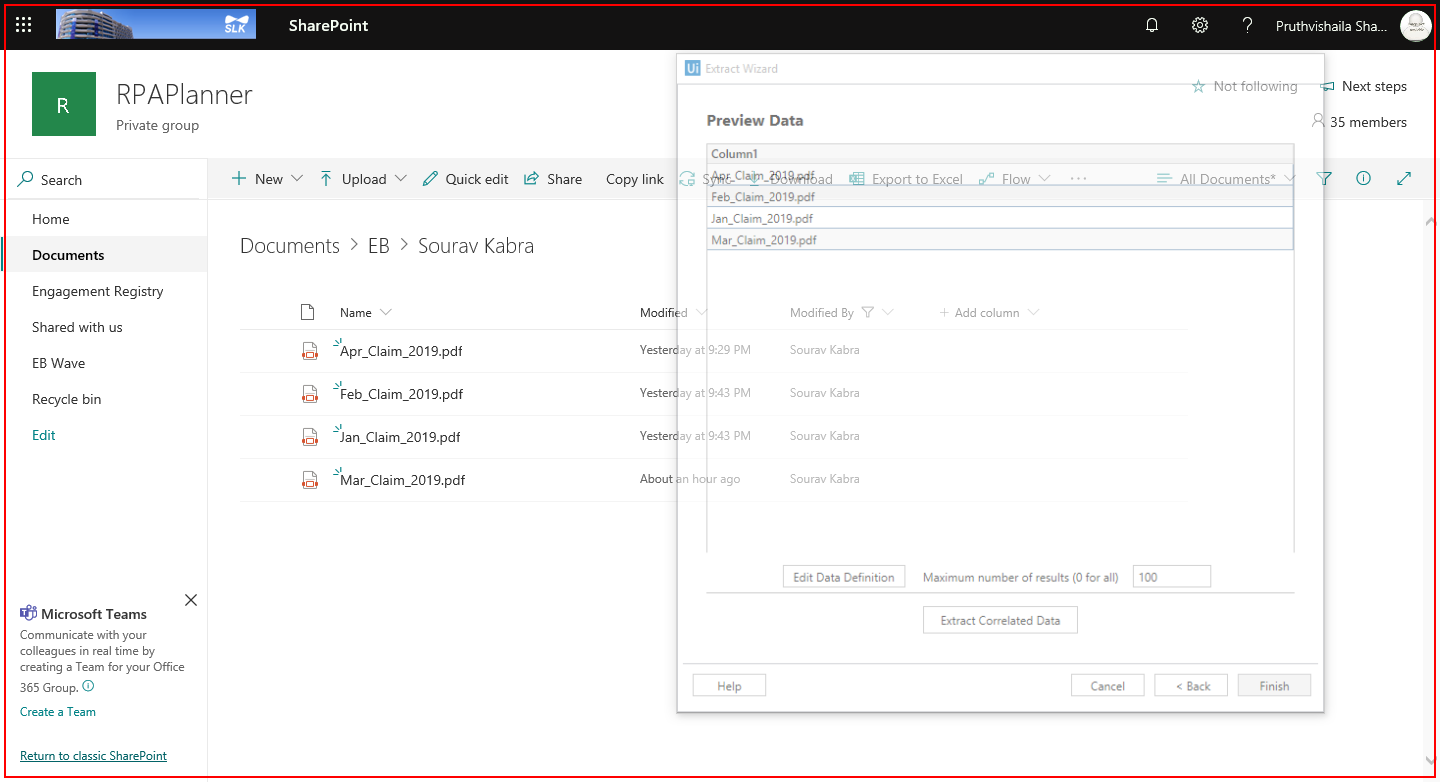 SLK
SharePoint
Pruthvishaila Sha...
R
RPAPlanner
Private group
Not following
Next steps
35 members
Search
Home
Documents
Engagement Registry
Shared with us
EB Wave
Recycle bin
Edit
New
Upload
Quick edit
Share
Copy link
Sync
Download
Export to Excel
Flow
...
All Documents*
Documents > EB > Sourav Kabra
Name
Modified
Modified By
+ Add column
Apr_Claim_2019.pdf
Yesterday at 9:29 PM
Sourav Kabra
Feb_Claim_2019.pdf
Yesterday at 9:43 PM
Sourav Kabra
Jan_Claim_2019.pdf
Yesterday at 9:43 PM
Sourav Kabra
Mar_Claim_2019.pdf
About an hour ago
Sourav Kabra
Ui Extract Wizard
Preview Data
Column1
Apr_Claim_2019.pdf
Feb_Claim_2019.pdf
Jan_Claim_2019.pdf
Mar_Claim_2019.pdf
Edit Data Definition
Maximum number of results (0 for all)
100
Extract Correlated Data
Help
Cancel
< Back
Finish
Microsoft Teams
Communicate with your
colleagues in real time by
creating a Team for your Office
365 Group.
Create a Team
Return to classic SharePoint